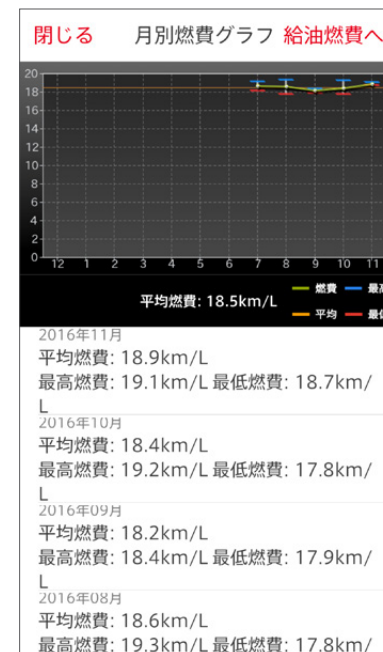 閉じる 月別燃費グラフ 給油燃費へ
20
18
16
14
12
10
8
6
4
2
0
12 1 2 3 4 5 6 7 8 9 10 11
平均燃費: 18.5km/L
燃費 最高
平均 最低
2016年11月
平均燃費: 18.9km/L
最高燃費: 19.1km/L 最低燃費: 18.7km/
L
2016年10月
平均燃費: 18.4km/L
最高燃費: 19.2km/L 最低燃費: 17.8km/
L
2016年09月
平均燃費: 18.2km/L
最高燃費: 18.4km/L 最低燃費: 17.9km/
L
2016年08月
平均燃費: 18.6km/L
最高燃費: 19.3km/L 最低燃費: 17.8km/